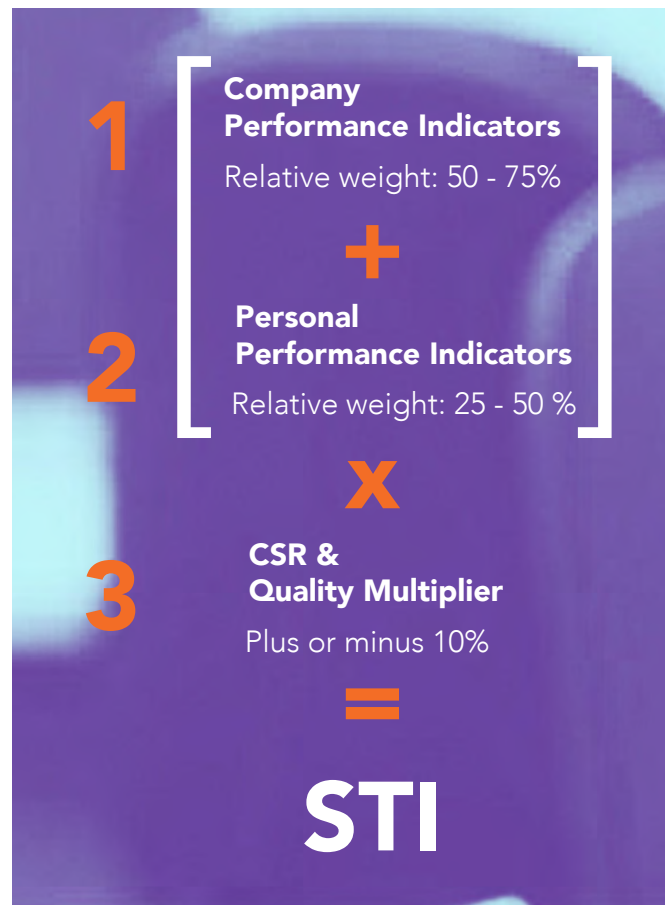 1
Company
Performance Indicators
Relative weight: 50 - 75%
+
2
Personal
Performance Indicators
Relative weight: 25 - 50 %
x
3
CSR &
Quality Multiplier
Plus or minus 10%
=
STI